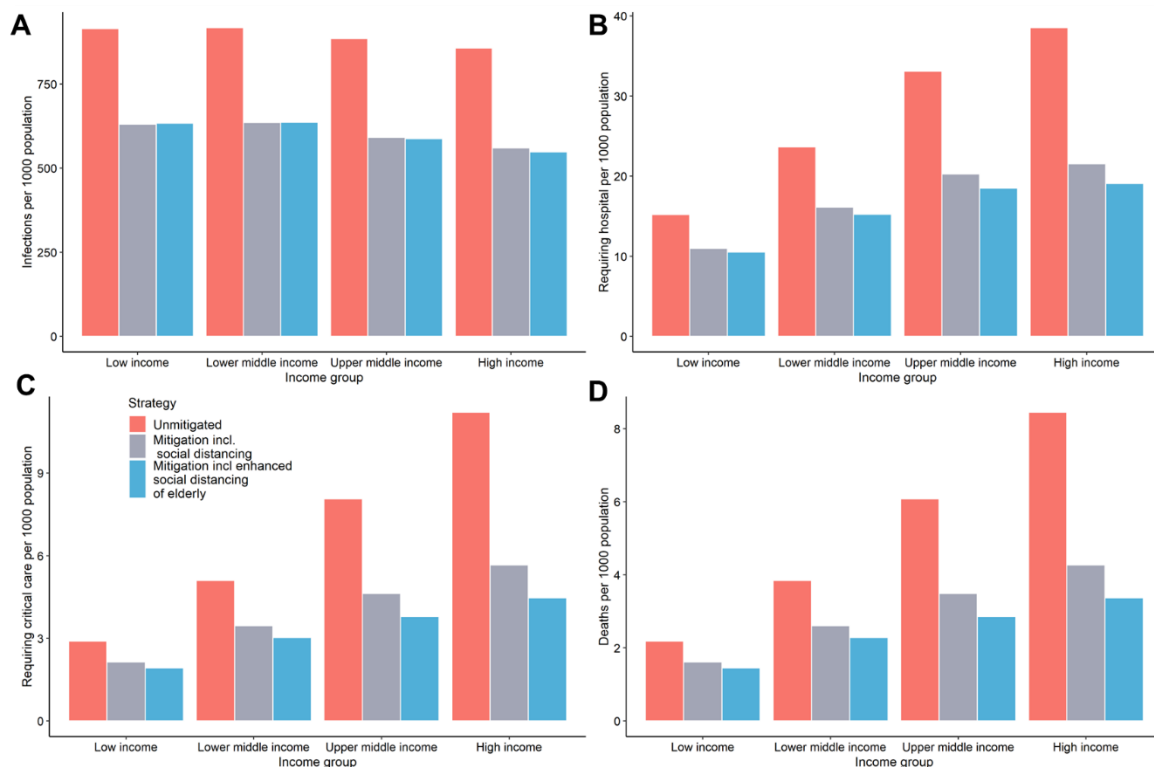 A
Infections per 1000 population
750
500
250
0
Low income
Lower middle income
Upper middle income
High income
Income group
B
Requiring hospital per 1000 population
40
30
20
10
0
Low income
Lower middle income
Upper middle income
High income
Income group
C
Requiring critical care per 1000 population
9
6
3
0
Strategy
Unmitigated
Mitigation incl.
social distancing
Mitigation incl enhanced
social distancing
of elderly
Low income
Lower middle income
Upper middle income
High income
Income group
D
Deaths per 1000 population
8
6
4
2
0
Low income
Lower middle income
Upper middle income
High income
Income group